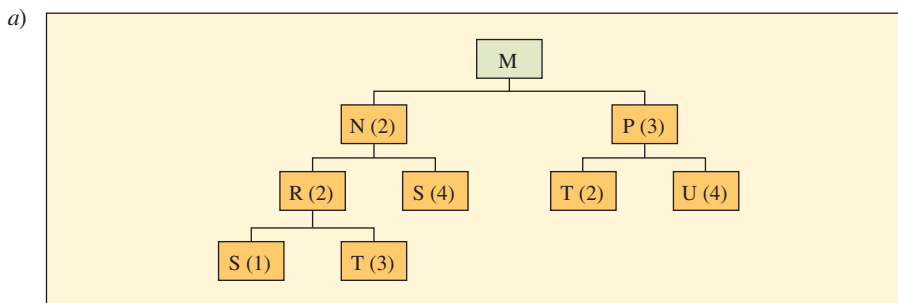 a)
M
N (2) P (3)
R (2) S (4) T (2) U (4)
S (1) T (3)